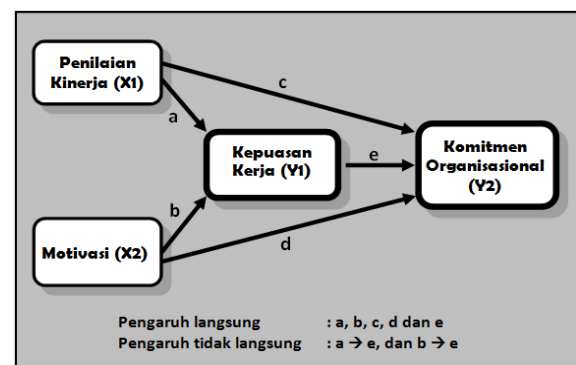 Penilaian
Kinerja (X1)
c
a
Kepuasan
Kerja (Y1)
e
Komitmen
Organisasional
(Y2)
b
Motivasi (X2)
d
Pengaruh langsung : a, b, c, d dan e
Pengaruh tidak langsung : a → e, dan b → e